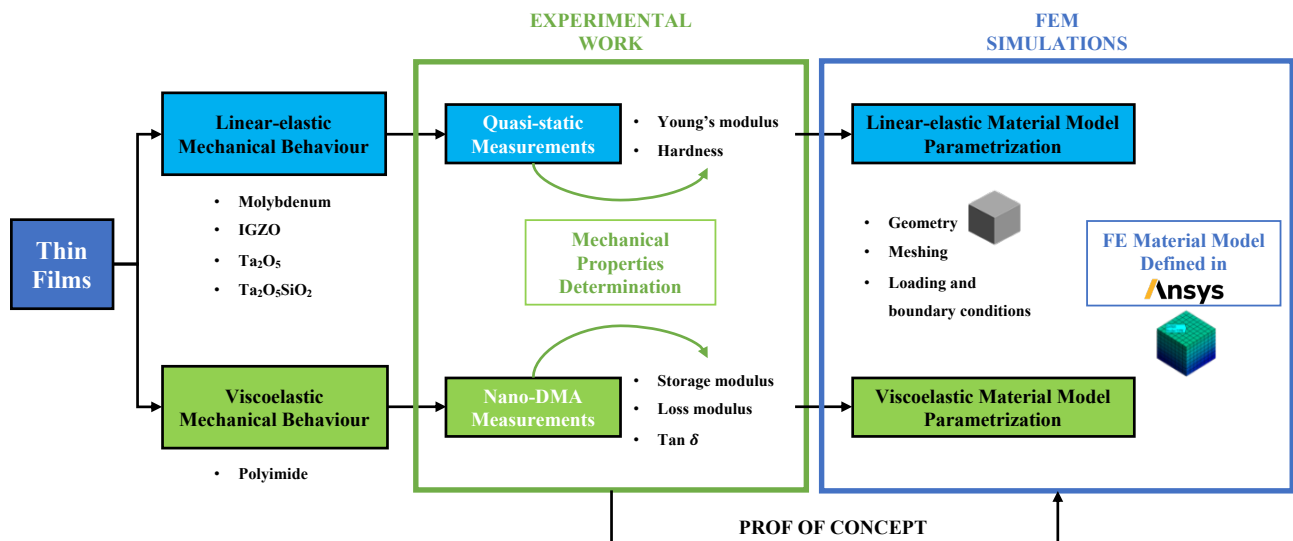 EXPERIMENTAL
WORK
FEM
SIMULATIONS
Linear-elastic
Mechanical Behaviour
Quasi-static
Measurements
• Young’s modulus
• Hardness
Linear-elastic Material Model
Parametrization
• Molybdenum
• IGZO
• Ta₂O₅
• Ta₂O₅SiO₂
Thin
Films
Mechanical
Properties
Determination
• Geometry
• Meshing
• Loading and
boundary conditions
FE Material Model
Defined in
Ansys
Viscoelastic
Mechanical Behaviour
Nano-DMA
Measurements
• Storage modulus
• Loss modulus
• Tan δ
Viscoelastic Material Model
Parametrization
• Polyimide
PROF OF CONCEPT